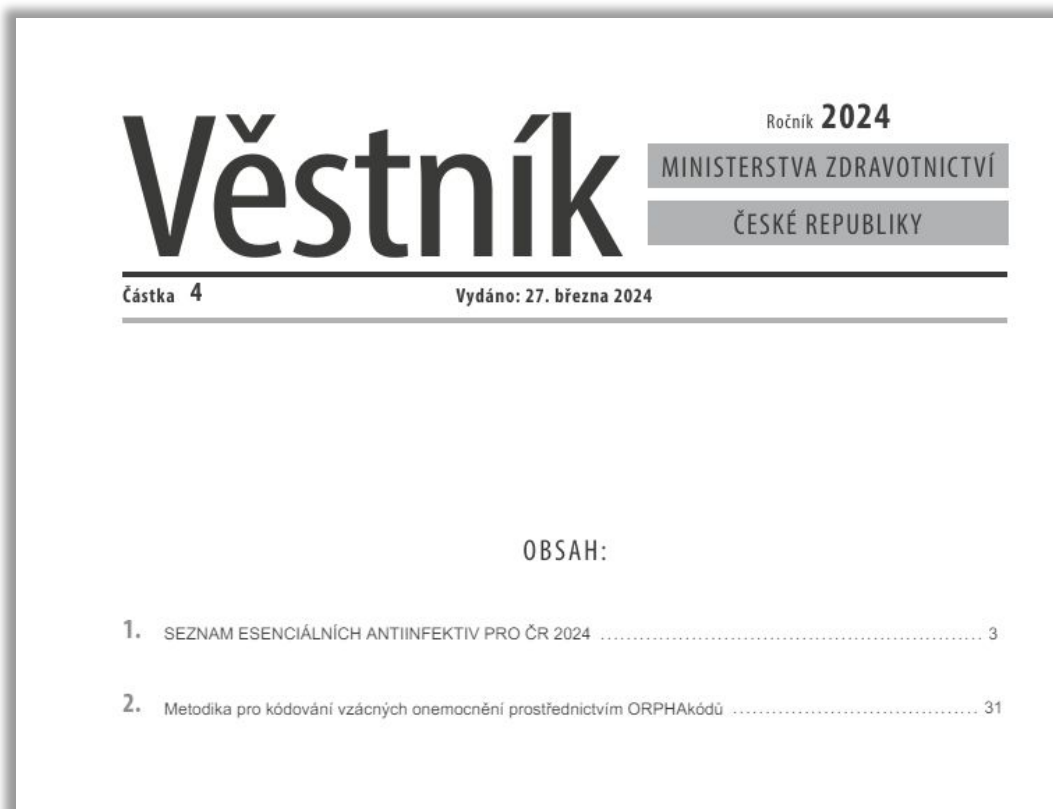 Věstník
Ročník 2024
MINISTERSTVA ZDRAVOTNICTVÍ
ČESKÉ REPUBLIKY
Částka 4 Vydáno: 27. března 2024
OBSAH:
1. SEZNAM ESENCIÁLNÍCH ANTIINFEKTIV PRO ČR 2024 ........................................................... 3
2. Metodika pro kódování vzácných onemocnění prostřednictvím ORPHAkódů ...................................... 31